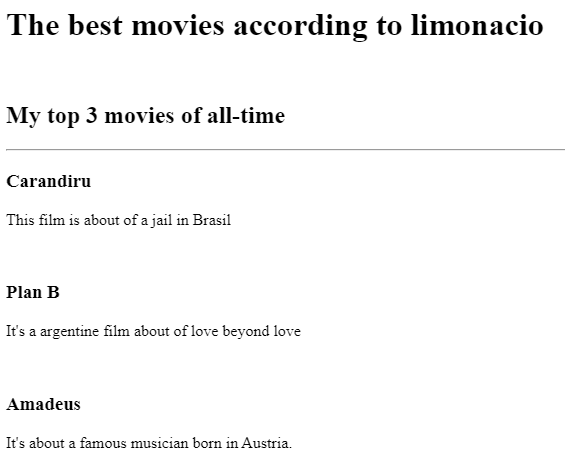 The best movies according to limonacio
My top 3 movies of all-time
Carandiru
This film is about of a jail in Brasil
Plan B
It's a argentine film about of love beyond love
Amadeus
It's about a famous musician born in Austria.